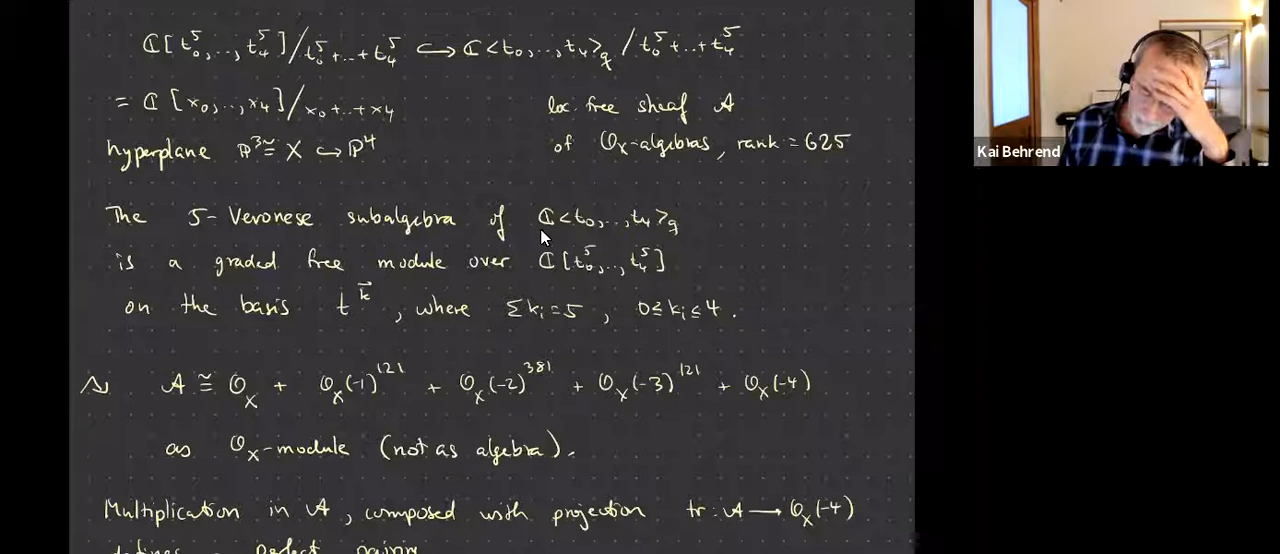 ℂ[t₀⁵,..,t₄⁵]/t₀⁵+..+t₄⁵ ↪ ℂ<t₀,..,t₄>_q / t₀⁵+..+t₄⁵
= ℂ[x₀,..,x₄]/x₀+..+x₄
loc. free sheaf A
hyperplane ℙ³≅ X ↪ ℙ⁴
of O_X-algebras, rank = 625
The 5-Veronese subalgebra of ℂ<t₀,..,t₄>_q
is a graded free module over ℂ[t₀⁵,..,t₄⁵]
on the basis t^k⃗, where Σkᵢ=5, 0≤kᵢ≤4.
A ≅ O_X + O_X(-1)^121 + O_X(-2)^381 + O_X(-3)^121 + O_X(-4)
as O_X-module (not as algebra).
Multiplication in A, composed with projection tr: A → O_X(-4)
defines a perfect pairing
Kai Behrend